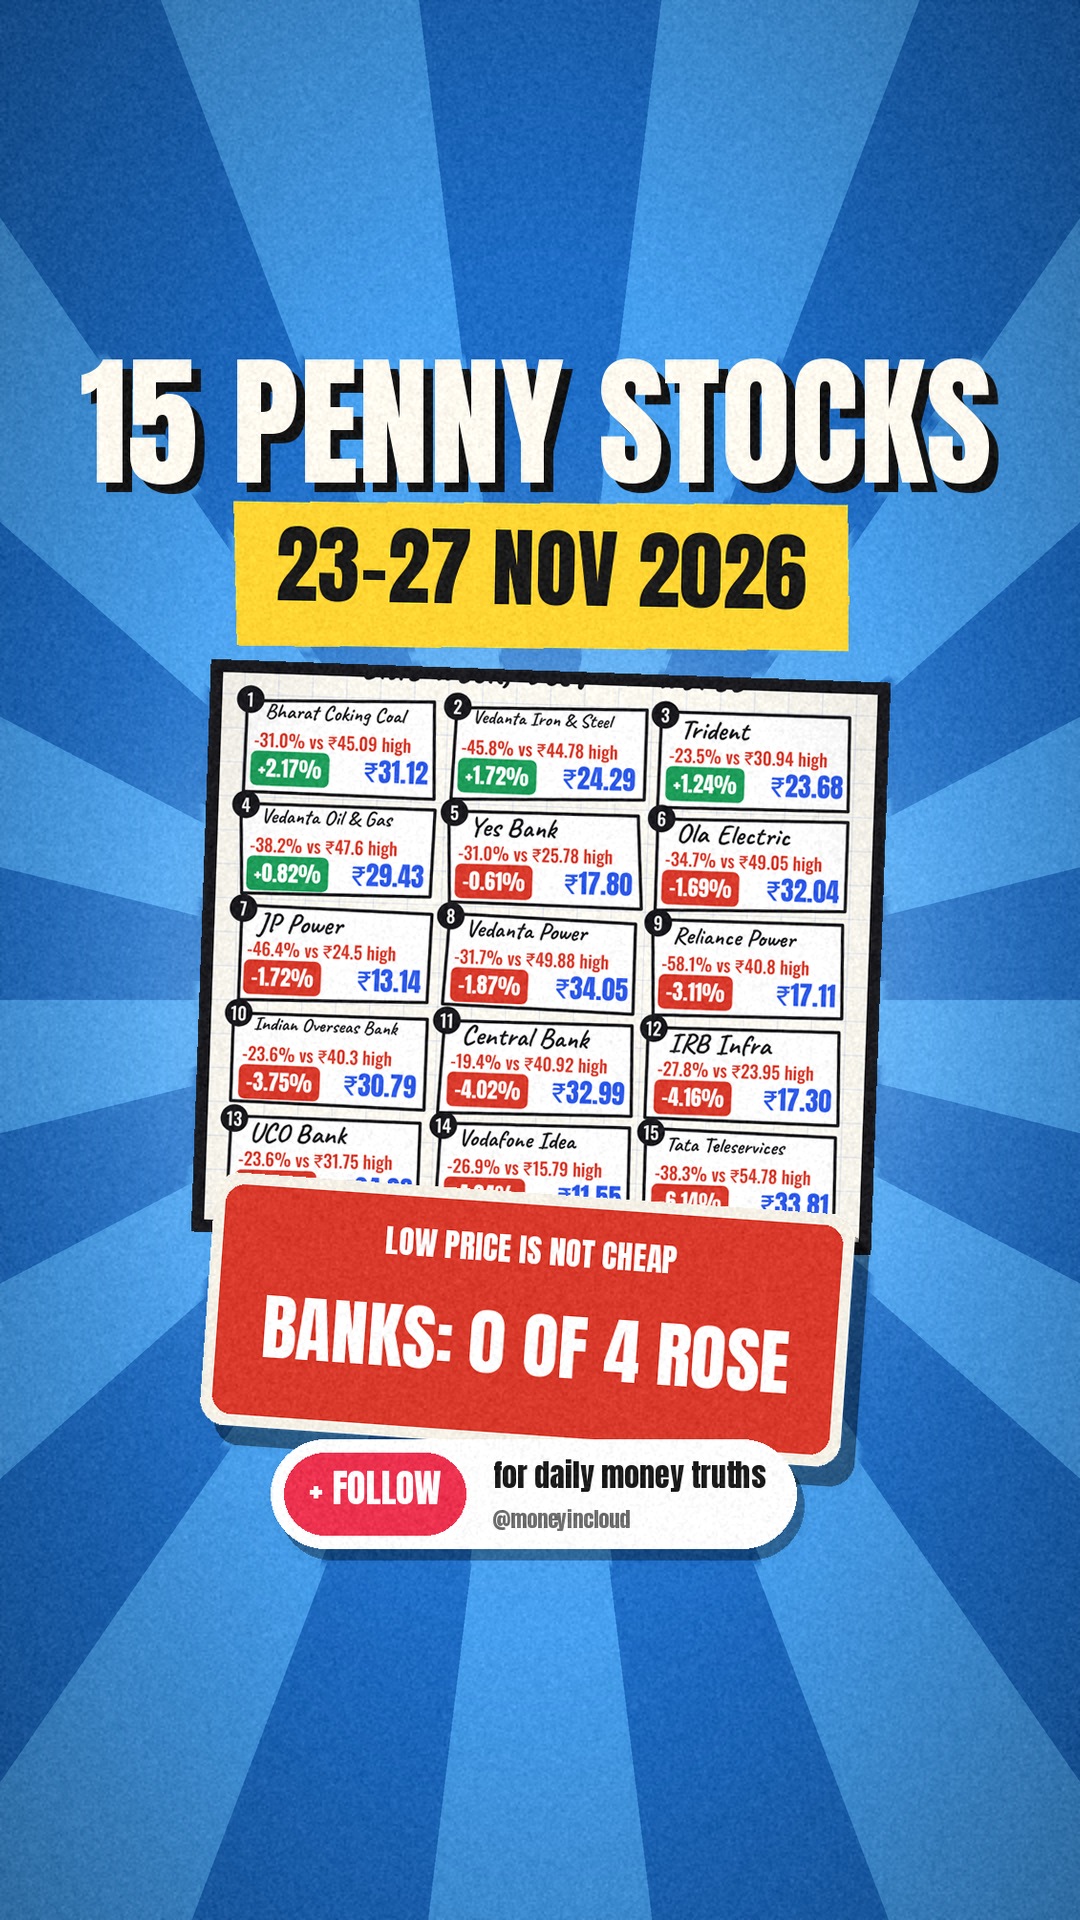 15 PENNY STOCKS
23-27 NOV 2026
1
Bharat Coking Coal
-31.0% vs ₹45.09 high
+2.17% ₹31.12
2
Vedanta Iron & Steel
-45.8% vs ₹44.78 high
+1.72% ₹24.29
3
Trident
-23.5% vs ₹30.94 high
+1.24% ₹23.68
4
Vedanta Oil & Gas
-38.2% vs ₹47.6 high
+0.82% ₹29.43
5
Yes Bank
-31.0% vs ₹25.78 high
-0.61% ₹17.80
6
Ola Electric
-34.7% vs ₹49.05 high
-1.69% ₹32.04
7
JP Power
-46.4% vs ₹24.5 high
-1.72% ₹13.14
8
Vedanta Power
-31.7% vs ₹49.88 high
-1.87% ₹34.05
9
Reliance Power
-58.1% vs ₹40.8 high
-3.11% ₹17.11
10
Indian Overseas Bank
-23.6% vs ₹40.3 high
-3.75% ₹30.79
11
Central Bank
-19.4% vs ₹40.92 high
-4.02% ₹32.99
12
IRB Infra
-27.8% vs ₹23.95 high
-4.16% ₹17.30
13
UCO Bank
-23.6% vs ₹31.75 high
14
Vodafone Idea
-26.9% vs ₹15.79 high
₹11.55
15
Tata Teleservices
-38.3% vs ₹54.78 high
-6.14% ₹33.81
LOW PRICE IS NOT CHEAP
BANKS: 0 OF 4 ROSE
+ FOLLOW
for daily money truths
@moneyincloud